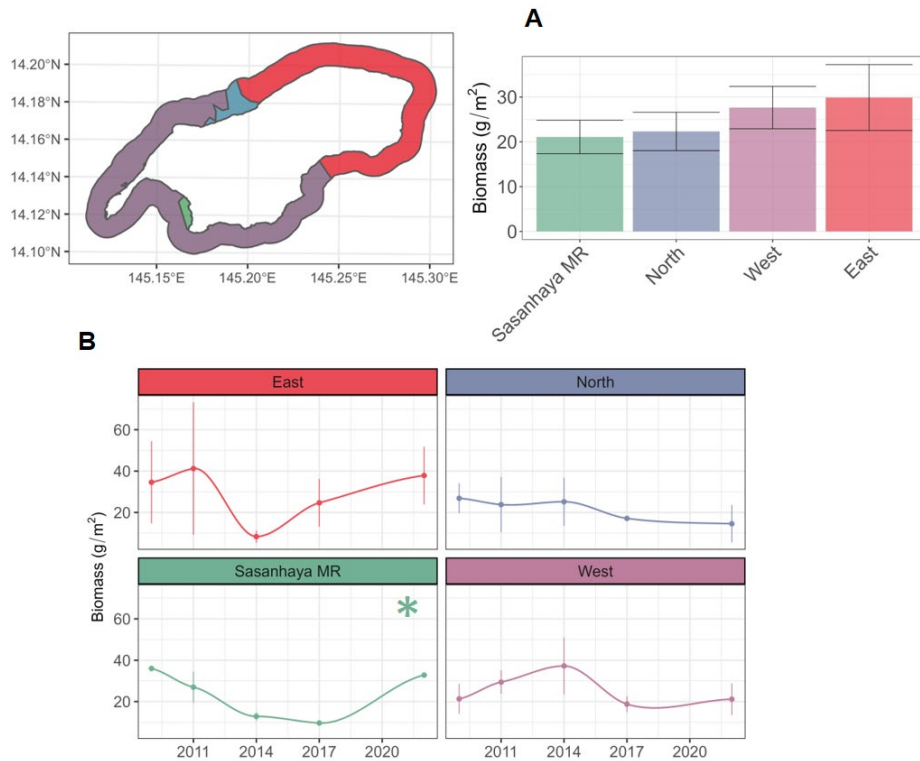 A
14.20°N
14.18°N
14.16°N
14.14°N
14.12°N
14.10°N
145.15°E 145.20°E 145.25°E 145.30°E
Biomass (g/m²)
30
20
10
0
Sasanhaya MR
North
West
East
B
East
North
Biomass (g/m²)
60
40
20
Sasanhaya MR
West
*
60
40
20
2011 2014 2017 2020
2011 2014 2017 2020